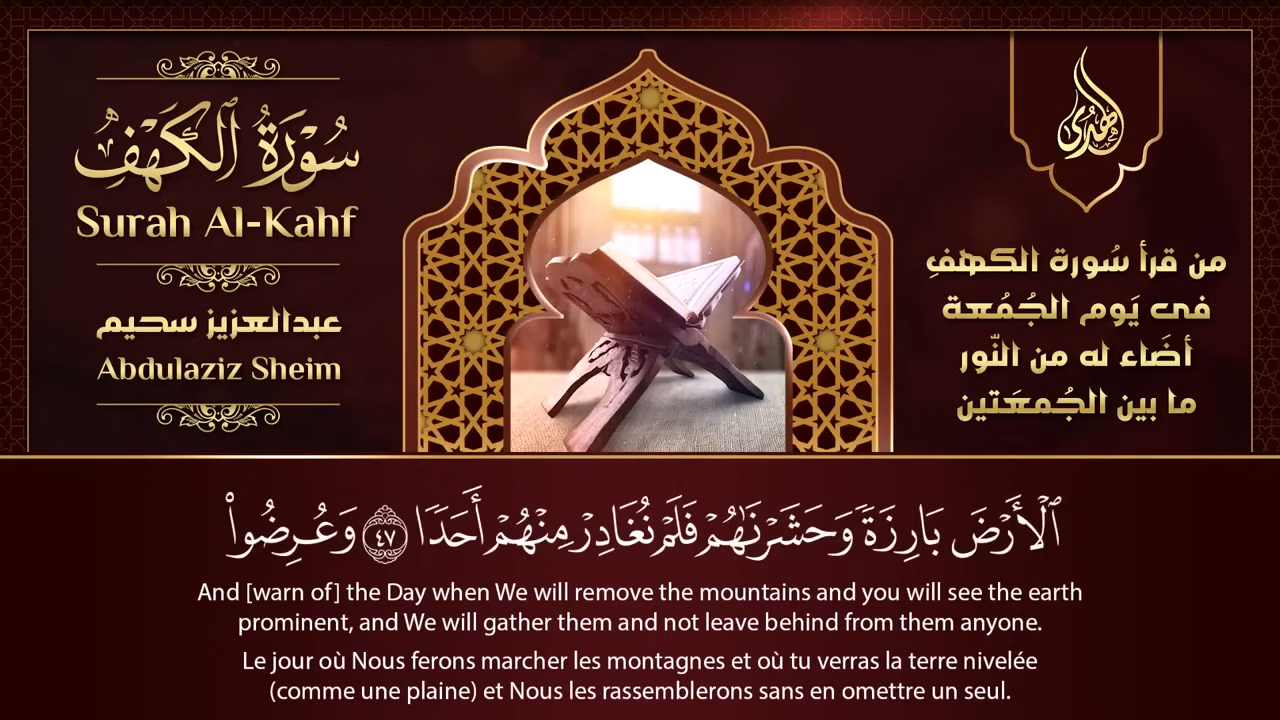 سُورَةُ ٱلْكَهْفِ
Surah Al-Kahf
عبدالعزيز سحيم
Abdulaziz Sheim
الهدى
من قرأ سُورة الكهفِ
فى يَوم الجُمُعة
أضَاء له من النّور
ما بين الجُمعَتين
ٱلْأَرْضَ بَارِزَةً وَحَشَرْنَٰهُمْ فَلَمْ نُغَادِرْ مِنْهُمْ أَحَدًا ٤٧ وَعُرِضُوا۟
And [warn of] the Day when We will remove the mountains and you will see the earth
prominent, and We will gather them and not leave behind from them anyone.
Le jour où Nous ferons marcher les montagnes et où tu verras la terre nivelée
(comme une plaine) et Nous les rassemblerons sans en omettre un seul.